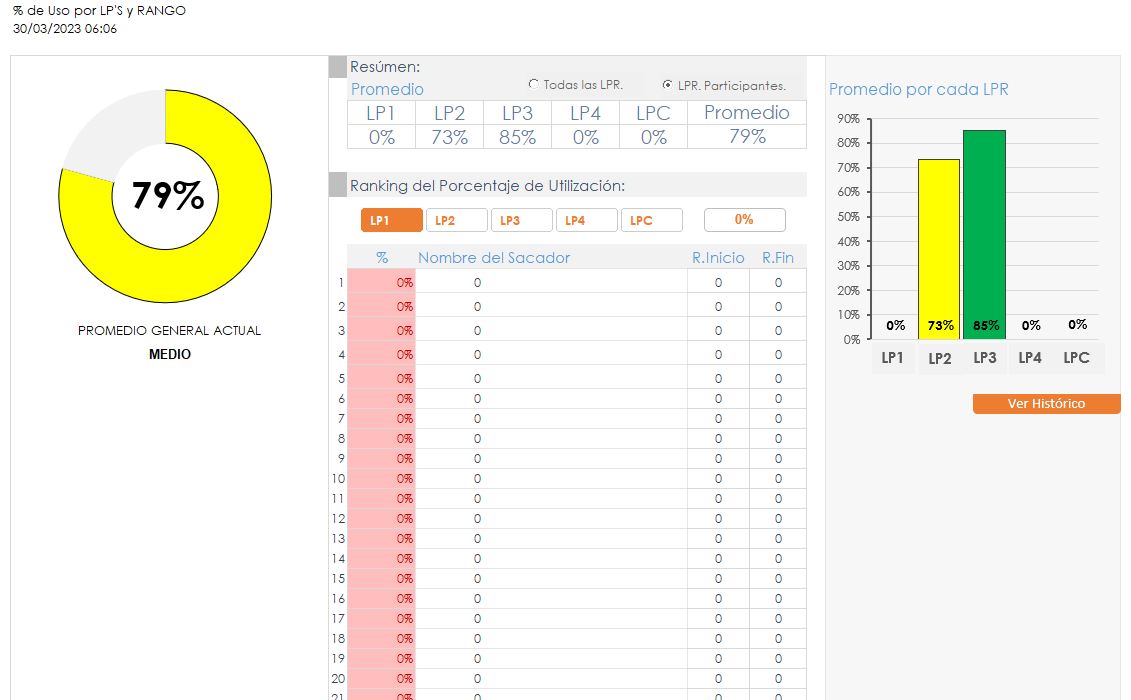 % de Uso por LP'S y RANGO
30/03/2023 06:06
79%
PROMEDIO GENERAL ACTUAL
MEDIO
Resúmen:
Promedio
Todas las LPR.
LPR. Participantes.
LP1 LP2 LP3 LP4 LPC Promedio
0% 73% 85% 0% 0% 79%
Ranking del Porcentaje de Utilización:
LP1 LP2 LP3 LP4 LPC 0%
% Nombre del Sacador R.Inicio R.Fin
1 0% 0 0 0
2 0% 0 0 0
3 0% 0 0 0
4 0% 0 0 0
5 0% 0 0 0
6 0% 0 0 0
7 0% 0 0 0
8 0% 0 0 0
9 0% 0 0 0
10 0% 0 0 0
11 0% 0 0 0
12 0% 0 0 0
13 0% 0 0 0
14 0% 0 0 0
15 0% 0 0 0
16 0% 0 0 0
17 0% 0 0 0
18 0% 0 0 0
19 0% 0 0 0
20 0% 0 0 0
21 0% 0 0 0
Promedio por cada LPR
90%
80%
70%
60%
50%
40%
30%
20%
10%
0%
0% 73% 85% 0% 0%
LP1 LP2 LP3 LP4 LPC
Ver Histórico